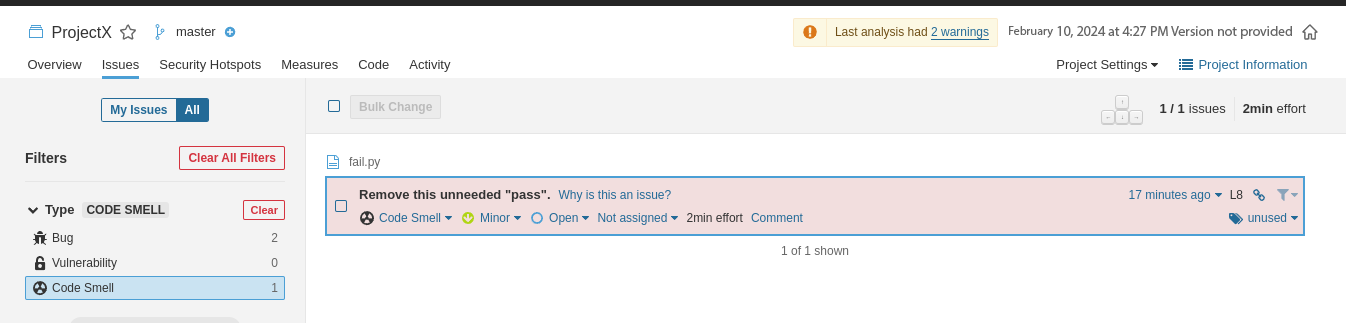 ProjectX master Last analysis had 2 warnings February 10, 2024 at 4:27 PM Version not provided
Overview Issues Security Hotspots Measures Code Activity Project Settings Project Information
My Issues All
Bulk Change
1 / 1 issues 2min effort
Filters Clear All Filters
Type CODE SMELL Clear
Bug 2
Vulnerability 0
Code Smell 1
fail.py
Remove this unneeded "pass". Why is this an issue? 17 minutes ago L8
Code Smell Minor Open Not assigned 2min effort Comment unused
1 of 1 shown